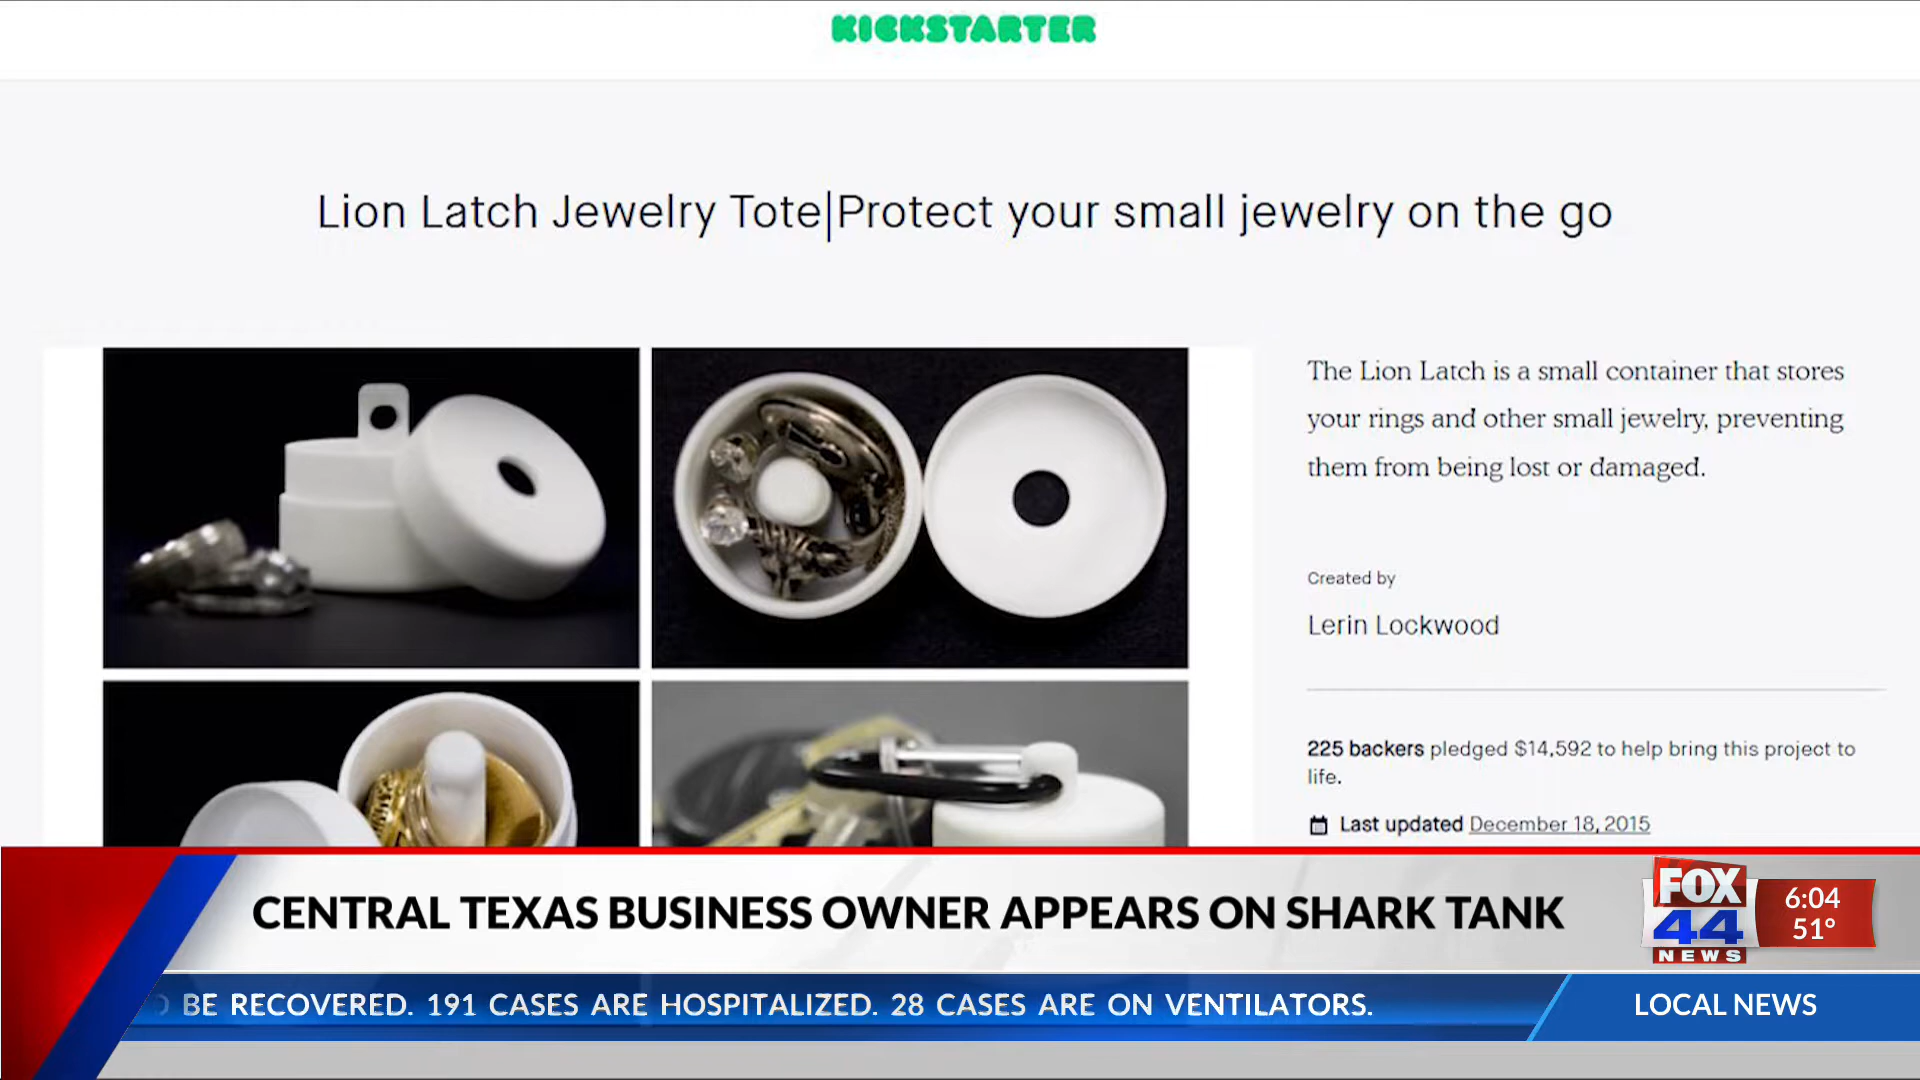 KICKSTARTER
Lion Latch Jewelry Tote|Protect your small jewelry on the go
The Lion Latch is a small container that stores
your rings and other small jewelry, preventing
them from being lost or damaged.
Created by
Lerin Lockwood
225 backers pledged $14,592 to help bring this project to
life.
Last updated December 18, 2015
CENTRAL TEXAS BUSINESS OWNER APPEARS ON SHARK TANK
FOX
44
NEWS
6:04
51°
BE RECOVERED. 191 CASES ARE HOSPITALIZED. 28 CASES ARE ON VENTILATORS.
LOCAL NEWS